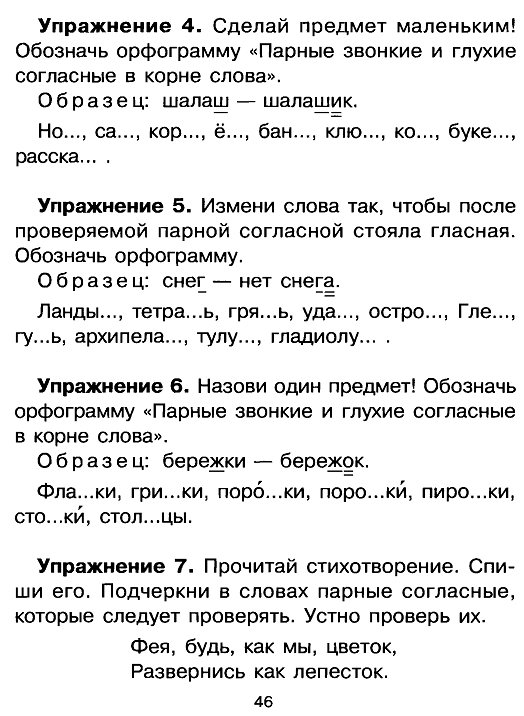 Упражнение 4. Сделай предмет маленьким!
Обозначь орфограмму «Парные звонкие и глухие
согласные в корне слова».
Образец: шалаш — шалашик.
Но..., са..., кор..., ё..., бан..., клю..., ко..., буке...,
расска... .
Упражнение 5. Измени слова так, чтобы после
проверяемой парной согласной стояла гласная.
Обозначь орфограмму.
Образец: снег — нет снега.
Ланды..., тетра...ь, гря...ь, уда..., остро..., Гле...,
гу...ь, архипела..., тулу..., гладиолу... .
Упражнение 6. Назови один предмет! Обозначь
орфограмму «Парные звонкие и глухие согласные
в корне слова».
Образец: бережки — бережок.
Фла...ки, гри...ки, поро́...ки, поро...ки́, пиро...ки,
сто...ки́, стол...цы.
Упражнение 7. Прочитай стихотворение. Спи-
ши его. Подчеркни в словах парные согласные,
которые следует проверять. Устно проверь их.
Фея, будь, как мы, цветок,
Развернись как лепесток.
46